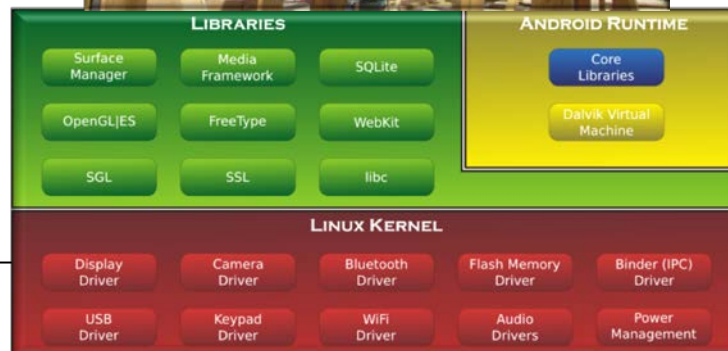 LIBRARIES
Surface
Manager
Media
Framework
SQLite
OpenGL|ES
FreeType
WebKit
SGL
SSL
libc
ANDROID RUNTIME
Core
Libraries
Dalvik Virtual
Machine
LINUX KERNEL
Display
Driver
Camera
Driver
Bluetooth
Driver
Flash Memory
Driver
Binder (IPC)
Driver
USB
Driver
Keypad
Driver
WiFi
Driver
Audio
Drivers
Power
Management